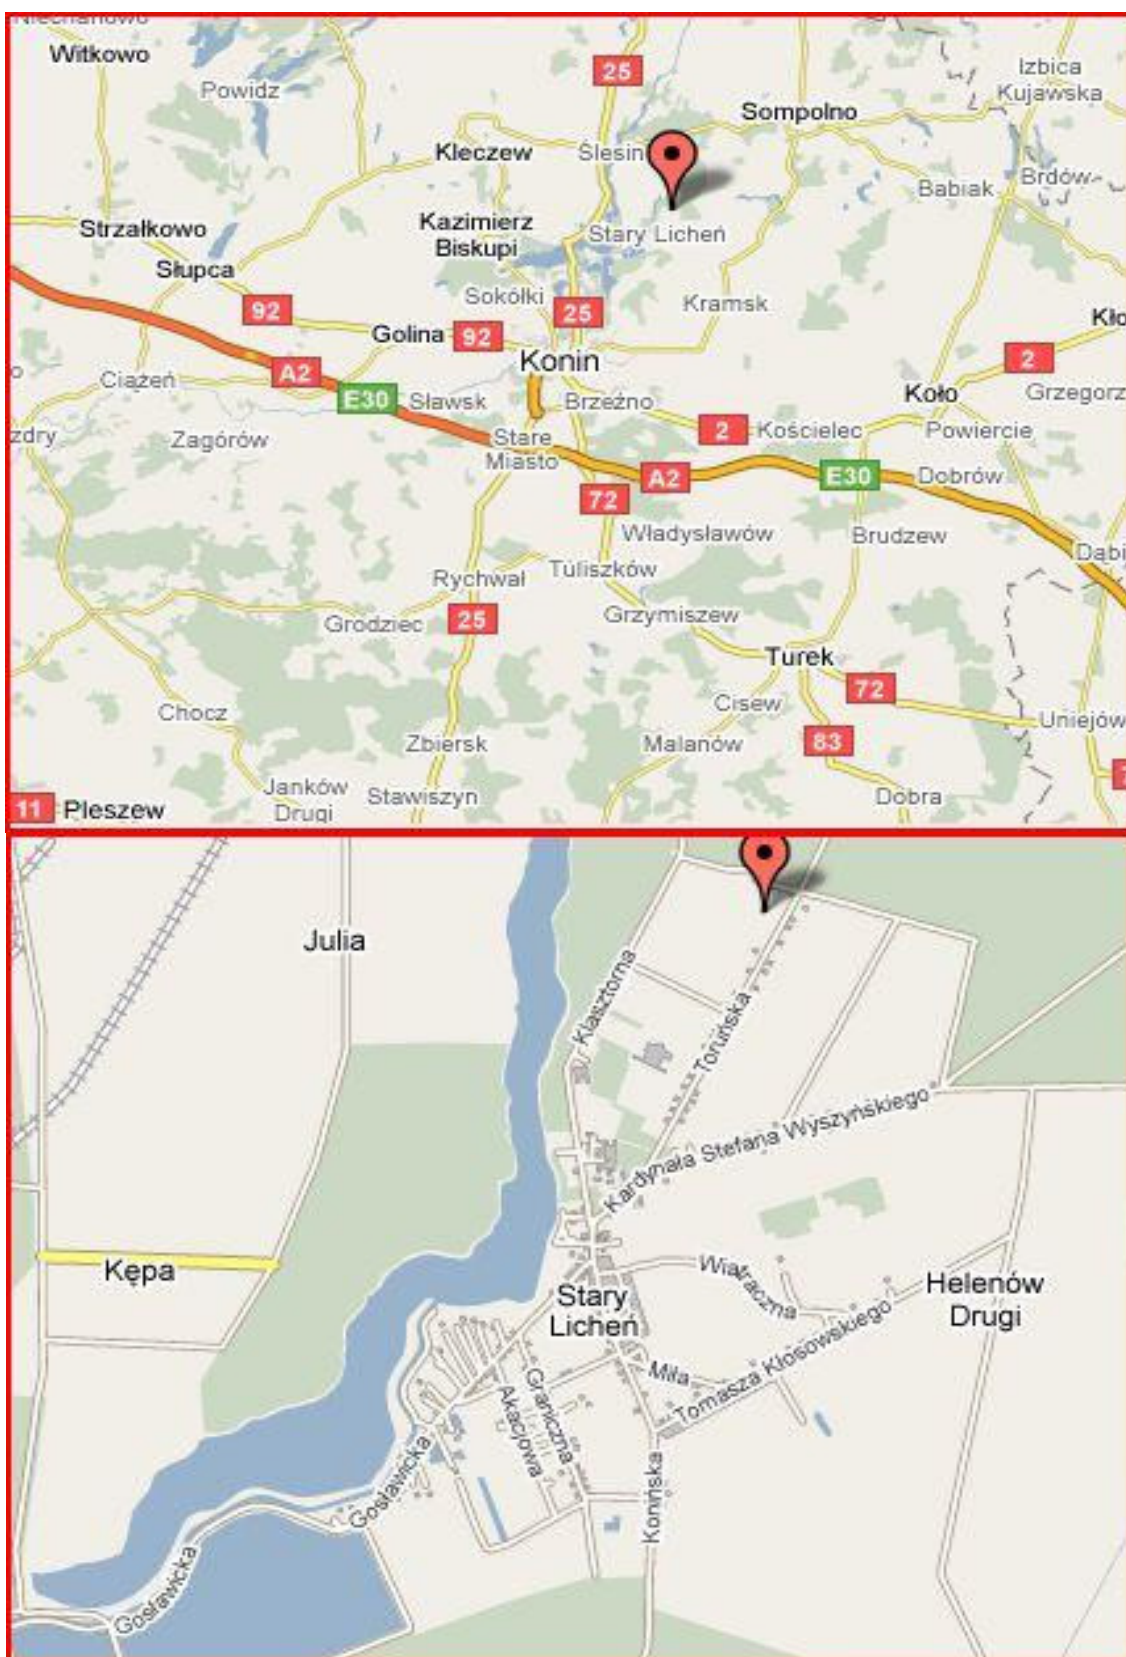 Niechanowo
Witkowo
25
Izbica
Kujawska
Powidz
Sompolno
Kleczew
Ślesin
Babiak
Brdów
Strzałkowo
Kazimierz
Biskupi
Stary Licheń
Słupca
Sokółki
Kramsk
92
25
Golina
92
Konin
2
A2
Ciążeń
E30
Sławsk
Brzeźno
Koło
Grzegorz
Zagórów
Stare
Miasto
2
Kościelec
Powiercie
A2
E30
Dobrów
72
Władysławów
Brudzew
Dąbi
Rychwał
Tuliszków
Grodziec
25
Grzymiszew
Turek
72
Chocz
Cisew
Uniejów
Zbiersk
Malanów
83
Janków
Drugi
Stawiszyn
Dobra
11
Pleszew
Julia
Klasztorna
Toruńska
Kardynała Stefana Wyszyńskiego
Kępa
Wiatraczna
Stary
Licheń
Helenów
Drugi
Miła
Tomasza Kłosowskiego
Graniczna
Akacjowa
Gosławicka
Konińska
Gosławicka